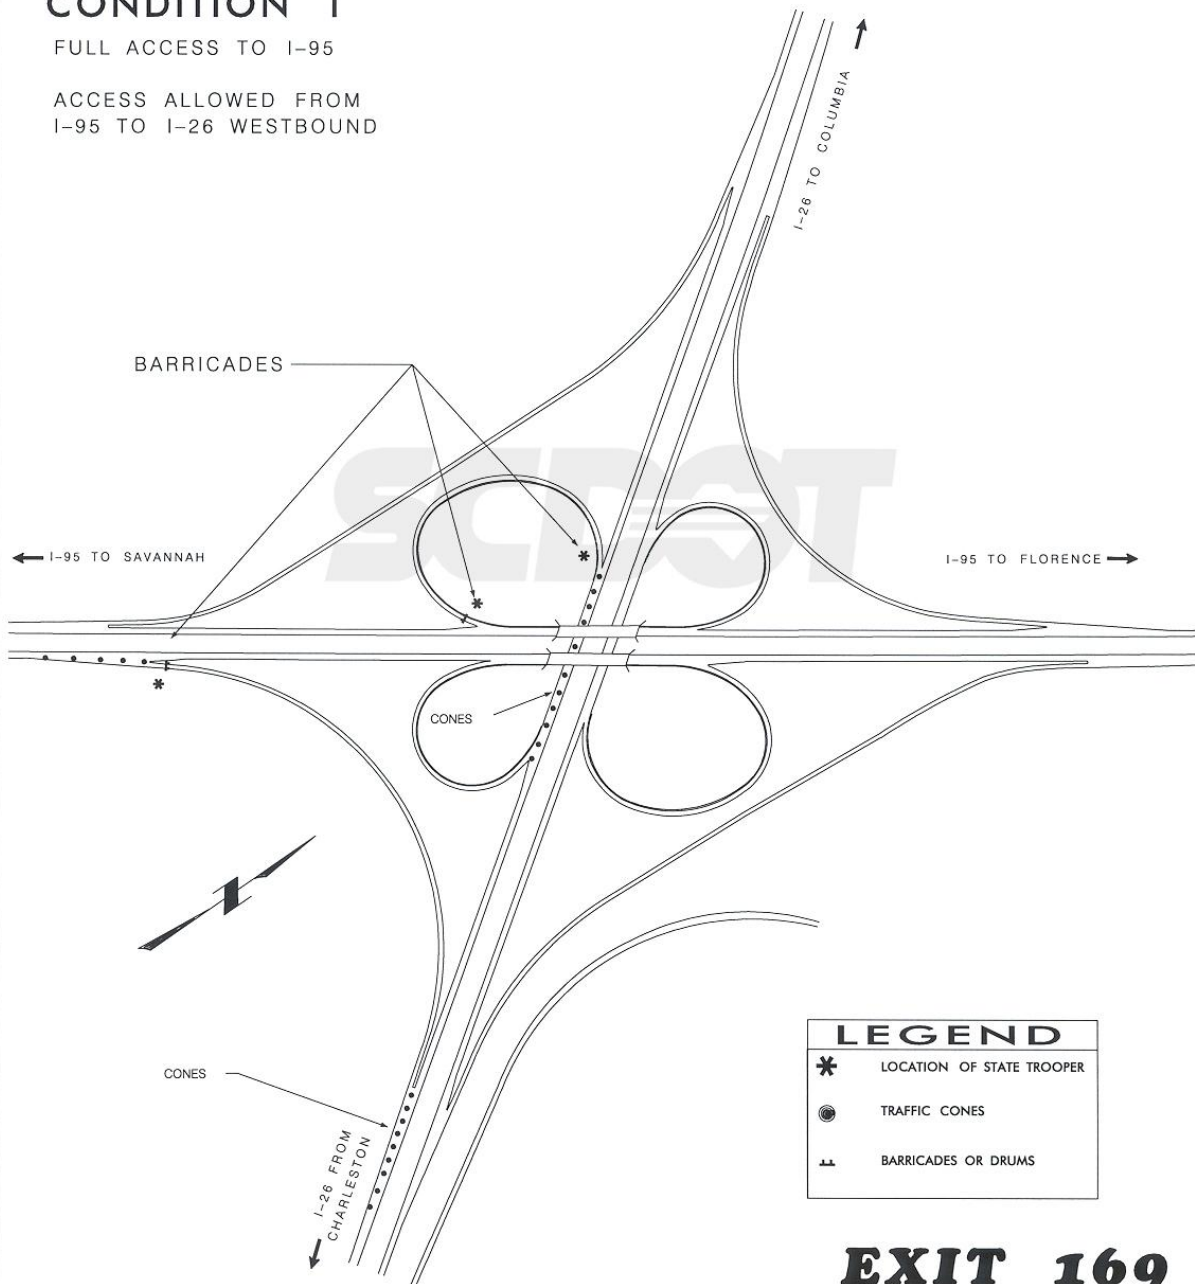 CONDITION 1
FULL ACCESS TO I-95
ACCESS ALLOWED FROM
I-95 TO I-26 WESTBOUND
I-26 TO COLUMBIA
BARRICADES
SCDOT
I-95 TO SAVANNAH
I-95 TO FLORENCE
CONES
N
CONES
I-26 FROM
CHARLESTON
LEGEND
LOCATION OF STATE TROOPER
TRAFFIC CONES
BARRICADES OR DRUMS
EXIT 169